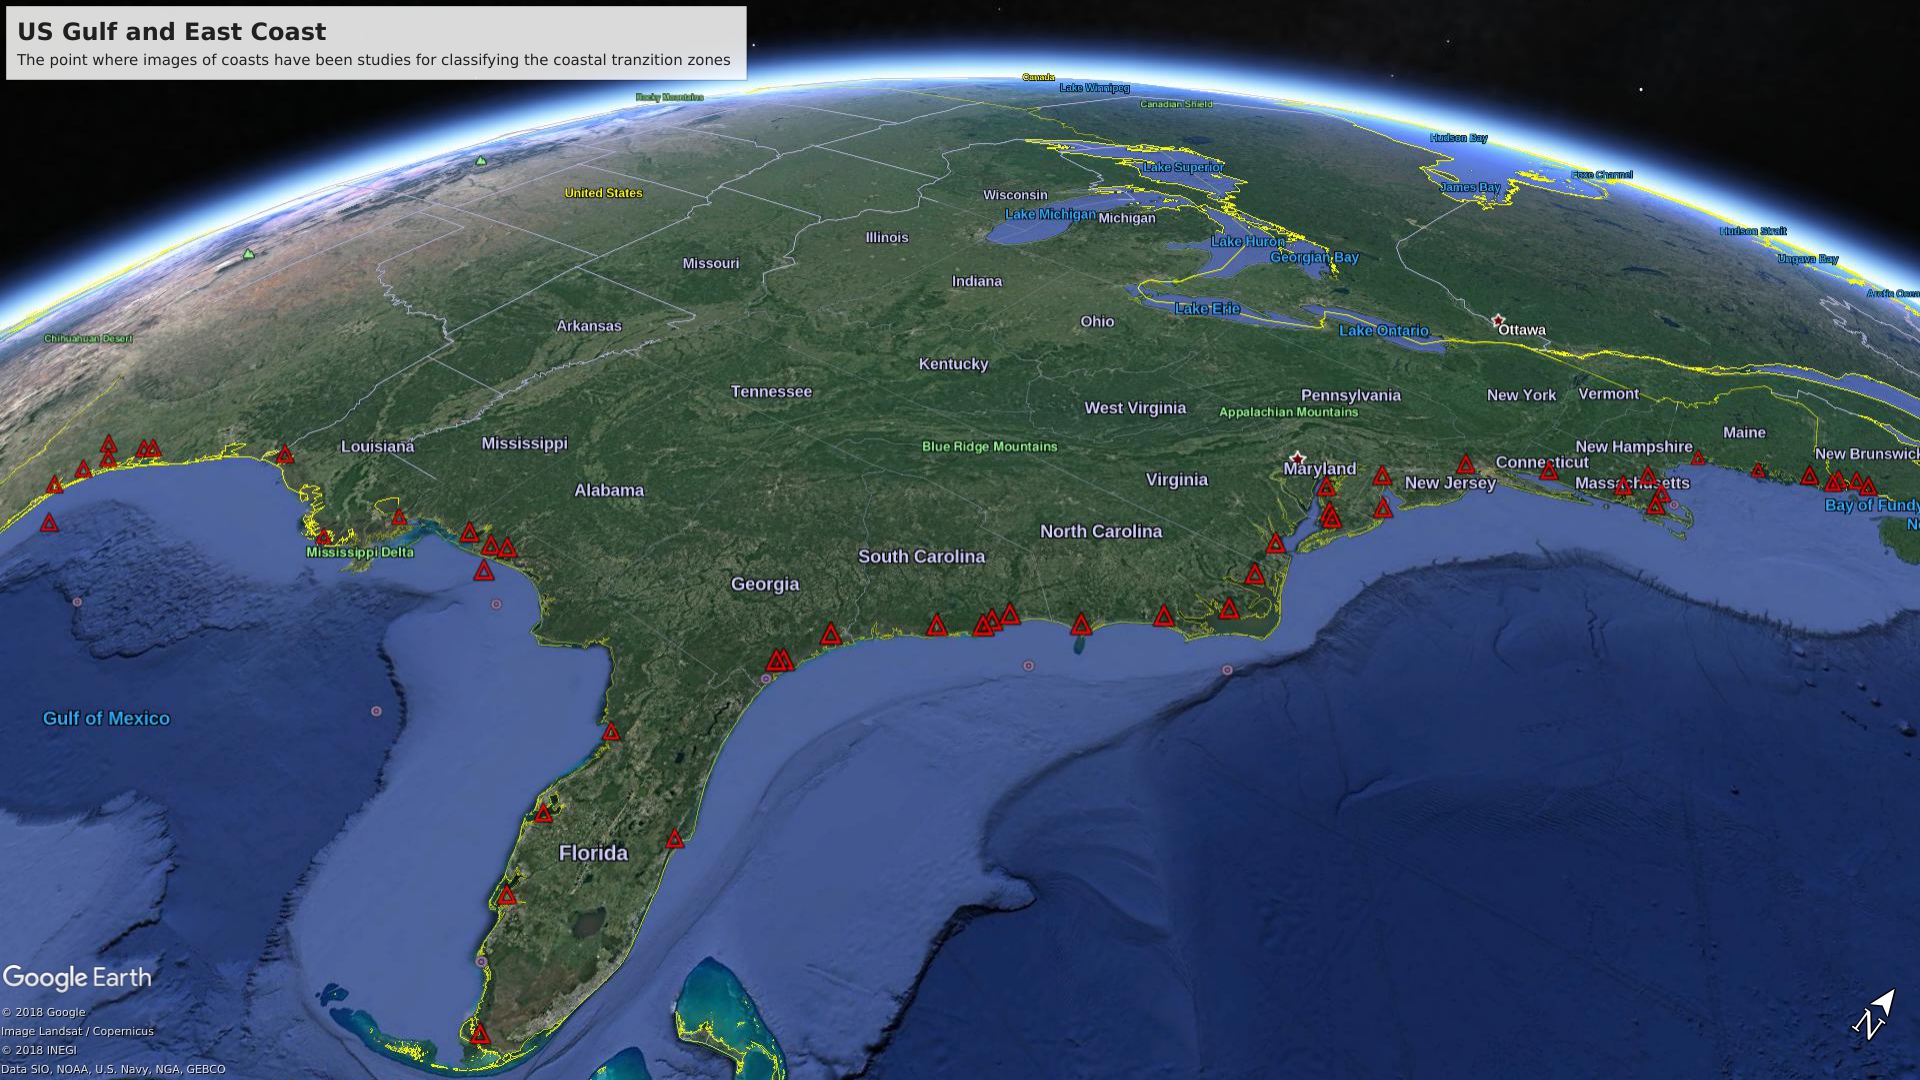 US Gulf and East Coast
The point where images of coasts have been studies for classifying the coastal tranzition zones
Canada
Lake Winnipeg
Rocky Mountains
Canadian Shield
Hudson Bay
Lake Superior
Foxe Channel
United States
Wisconsin
James Bay
Lake Michigan
Michigan
Illinois
Lake Huron
Hudson Strait
Missouri
Georgian Bay
Ungava Bay
Indiana
Lake Erie
Arkansas
Ohio
Lake Ontario
Ottawa
Chihuahuan Desert
Kentucky
Tennessee
Pennsylvania
New York
Vermont
West Virginia
Appalachian Mountains
Louisiana
Mississippi
Blue Ridge Mountains
New Hampshire
Maine
New Brunswick
Maryland
Connecticut
Alabama
Virginia
New Jersey
Massachusetts
Bay of Fundy
N
North Carolina
Mississippi Delta
South Carolina
Georgia
Gulf of Mexico
Florida
Google Earth
© 2018 Google
Image Landsat / Copernicus
© 2018 INEGI
Data SIO, NOAA, U.S. Navy, NGA, GEBCO
N